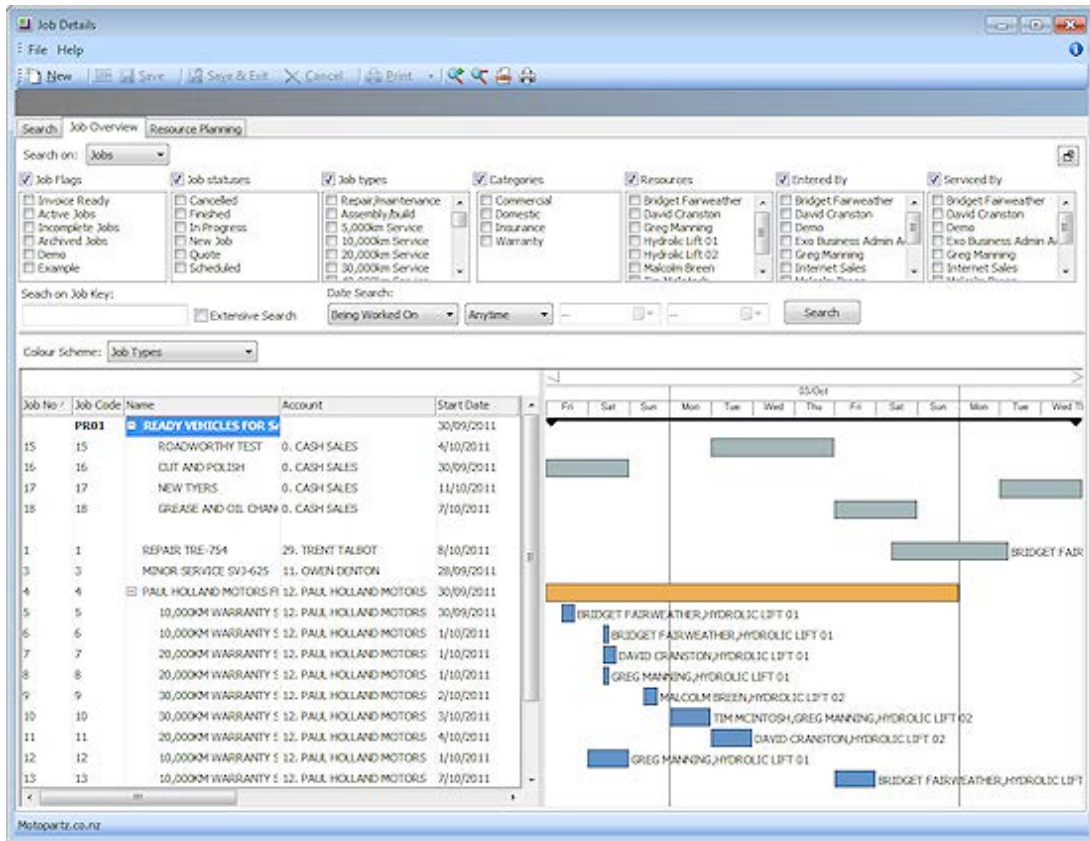 Job Details
File Help
New Save Save & Exit Cancel Print
Search Job Overview Resource Planning
Search on: Jobs
Job Flags Job statuses Job types Categories Resources Entered By Serviced By
Invoice Ready Cancelled Repair/maintenance Commercial Bridget Fairweather Bridget Fairweather Bridget Fairweather
Active Jobs Finished Assembly/build Domestic David Cranston David Cranston David Cranston
Incomplete Jobs In Progress 5,000km Service Insurance Greg Manning Demo Demo
Archived Jobs New Job 10,000km Service Warranty Hydrolic Lift 01 Exo Business Admin A Exo Business Admin A
Demo Quote 20,000km Service Hydrolic Lift 02 Greg Manning Greg Manning
Example Scheduled 30,000km Service Malcolm Breen Internet Sales Internet Sales
Seach on Job Key: Date Search:
Extensive Search Being Worked On Anytime -- -- Search
Colour Scheme: Job Types
03/Oct
Job No Job Code Name Account Start Date Fri Sat Sun Mon Tue Wed Thu Fri Sat Sun Mon Tue Wed
PR01 READY VEHICLES FOR SA 30/09/2011
15 15 ROADWORTHY TEST 0. CASH SALES 4/10/2011
16 16 CUT AND POLISH 0. CASH SALES 30/09/2011
17 17 NEW TYERS 0. CASH SALES 11/10/2011
18 18 GREASE AND OIL CHAN 0. CASH SALES 7/10/2011
1 1 REPAIR TRE-754 29. TRENT TALBOT 8/10/2011 BRIDGET FAIR
3 3 MINOR SERVICE SVJ-625 11. OWEN DENTON 28/09/2011
4 4 PAUL HOLLAND MOTORS FI 12. PAUL HOLLAND MOTORS 30/09/2011
5 5 10,000KM WARRANTY S 12. PAUL HOLLAND MOTORS 30/09/2011 BRIDGET FAIRWEATHER,HYDROLIC LIFT 01
6 6 10,000KM WARRANTY S 12. PAUL HOLLAND MOTORS 1/10/2011 BRIDGET FAIRWEATHER,HYDROLIC LIFT 01
7 7 20,000KM WARRANTY S 12. PAUL HOLLAND MOTORS 1/10/2011 DAVID CRANSTON,HYDROLIC LIFT 01
8 8 20,000KM WARRANTY S 12. PAUL HOLLAND MOTORS 1/10/2011 GREG MANNING,HYDROLIC LIFT 01
9 9 30,000KM WARRANTY S 12. PAUL HOLLAND MOTORS 2/10/2011 MALCOLM BREEN,HYDROLIC LIFT 02
10 10 30,000KM WARRANTY S 12. PAUL HOLLAND MOTORS 3/10/2011 TIM MCINTOSH,GREG MANNING,HYDROLIC LIFT 02
11 11 20,000KM WARRANTY S 12. PAUL HOLLAND MOTORS 4/10/2011 DAVID CRANSTON,HYDROLIC LIFT 02
12 12 10,000KM WARRANTY S 12. PAUL HOLLAND MOTORS 1/10/2011 GREG MANNING,HYDROLIC LIFT 01
13 13 10,000KM WARRANTY S 12. PAUL HOLLAND MOTORS 7/10/2011 BRIDGET FAIRWEATHER,HYDROLIC LIFT
Motopartz.co.nz